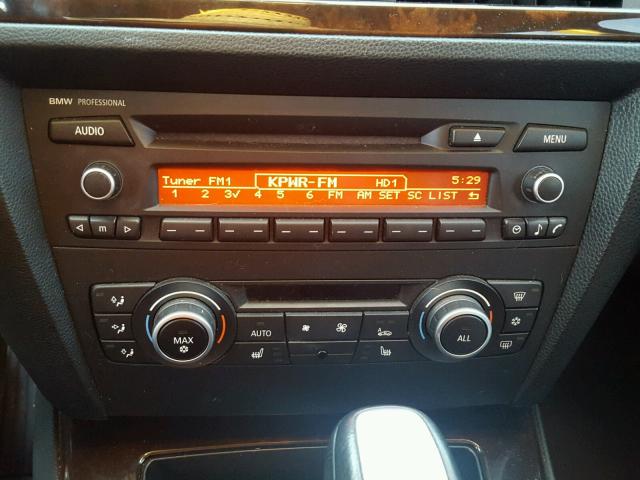 BMW PROFESSIONAL
AUDIO
MENU
Tuner FM1 KPWR-FM HD1 5:29
1 2 3√ 4 5 6 FM AM SET SC LIST
m
MAX
AUTO
ALL